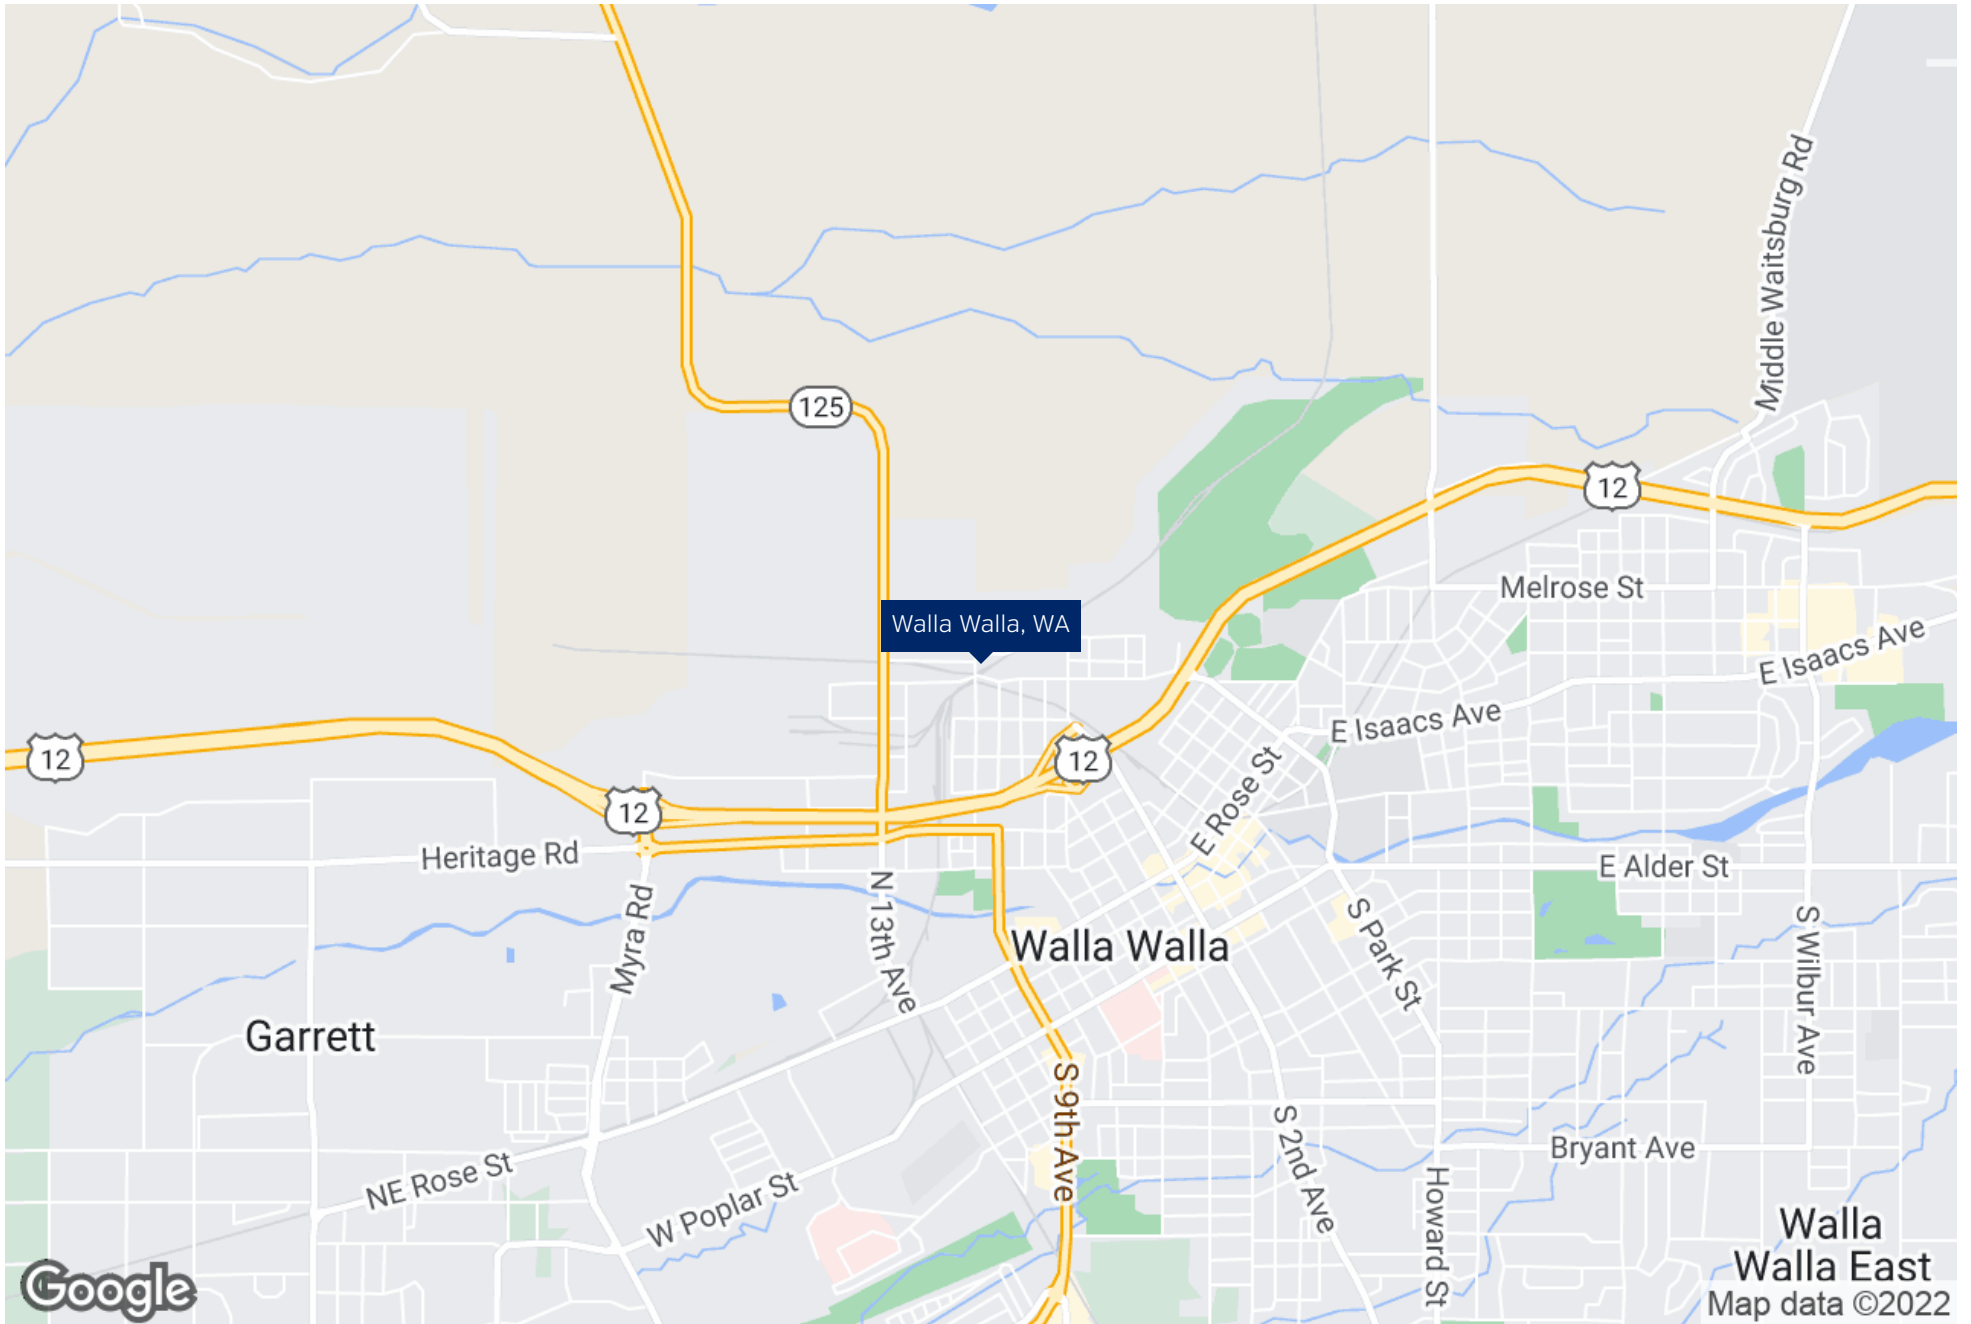 Middle Waitsburg Rd
125
12
Melrose St
Walla Walla, WA
E Isaacs Ave
E Isaacs Ave
12
12
12
E Rose St
Heritage Rd
E Alder St
Myra Rd
N 13th Ave
S Park St
S Wilbur Ave
Walla Walla
Garrett
S 9th Ave
S 2nd Ave
Bryant Ave
NE Rose St
W Poplar St
Howard St
Walla
Walla East
Google
Map data ©2022